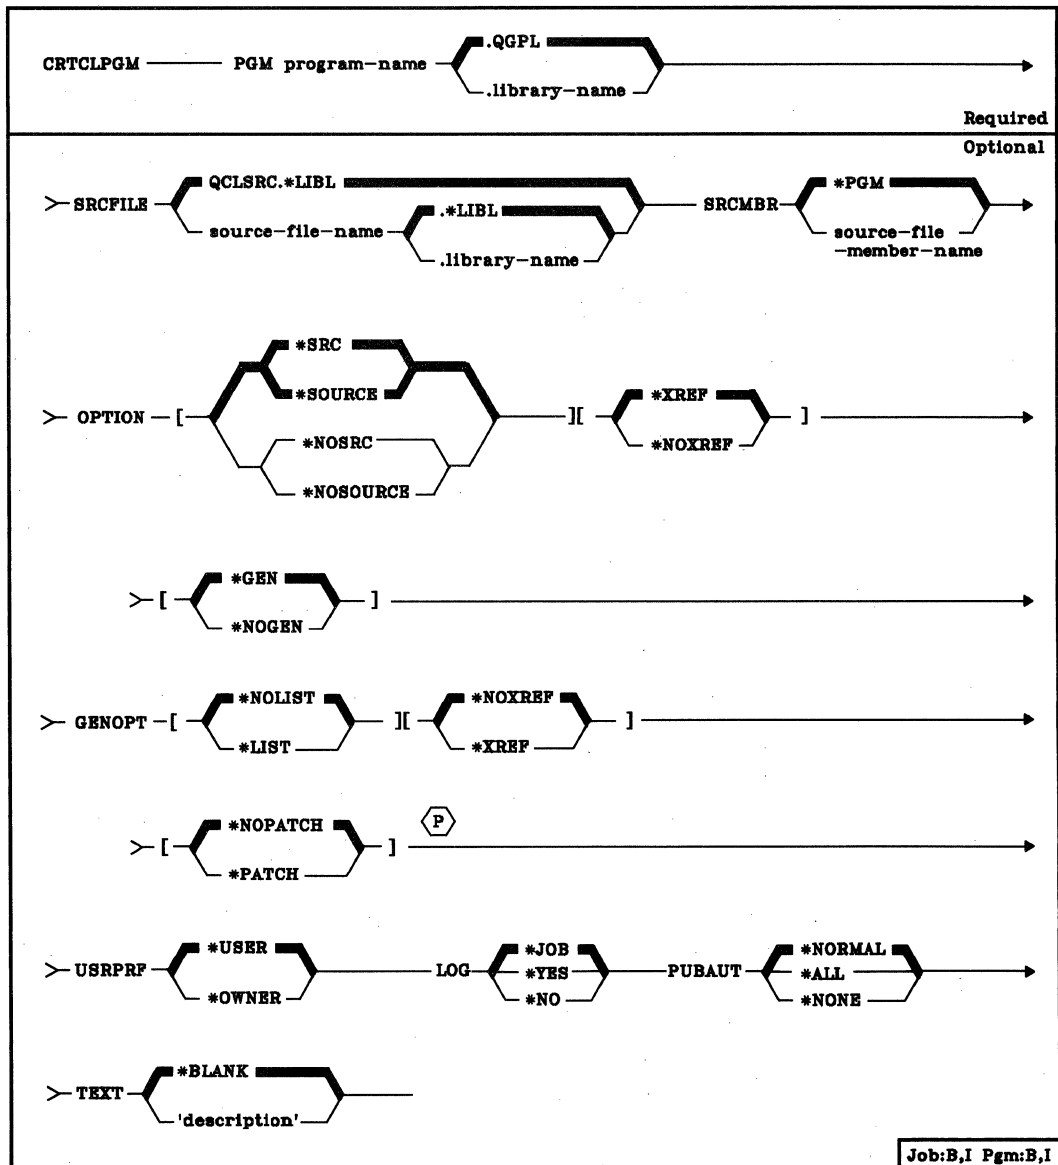 .QGPL
CRTCLPGM PGM program-name
.library-name
Required
Optional
QCLSRC.*LIBL *PGM
.*LIBL
SRCFILE SRCMBR
source-file-name source-file
.library-name -member-name
*SRC
*SOURCE *XREF
OPTION [ ][ ]
*NOSRC *NOXREF
*NOSOURCE
*GEN
[ ]
*NOGEN
*NOLIST *NOXREF
GENOPT [ ][ ]
*LIST *XREF
*NOPATCH P
[ ]
*PATCH
*USER *JOB *NORMAL
USRPRF LOG *YES PUBAUT *ALL
*OWNER *NO *NONE
*BLANK
TEXT
'description'
Job:B,I Pgm:B,I